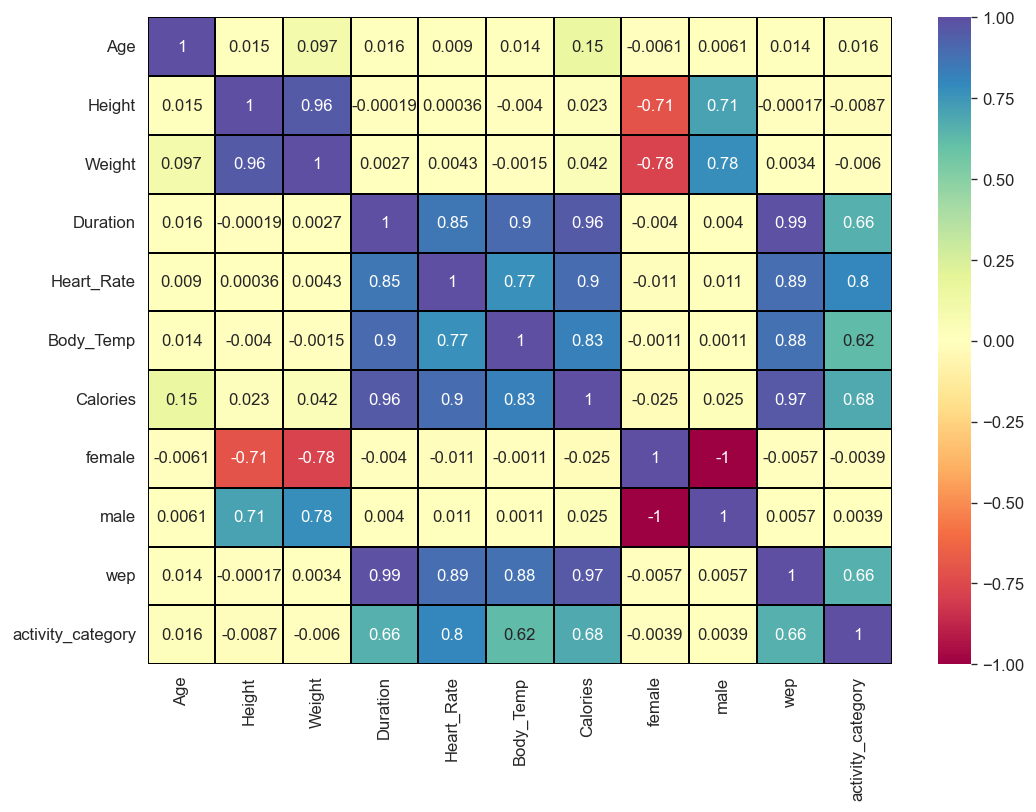 Age 1 0.015 0.097 0.016 0.009 0.014 0.15 -0.0061 0.0061 0.014 0.016
Height 0.015 1 0.96 -0.00019 0.00036 -0.004 0.023 -0.71 0.71 -0.00017 -0.0087
Weight 0.097 0.96 1 0.0027 0.0043 -0.0015 0.042 -0.78 0.78 0.0034 -0.006
Duration 0.016 -0.00019 0.0027 1 0.85 0.9 0.96 -0.004 0.004 0.99 0.66
Heart_Rate 0.009 0.00036 0.0043 0.85 1 0.77 0.9 -0.011 0.011 0.89 0.8
Body_Temp 0.014 -0.004 -0.0015 0.9 0.77 1 0.83 -0.0011 0.0011 0.88 0.62
Calories 0.15 0.023 0.042 0.96 0.9 0.83 1 -0.025 0.025 0.97 0.68
female -0.0061 -0.71 -0.78 -0.004 -0.011 -0.0011 -0.025 1 -1 -0.0057 -0.0039
male 0.0061 0.71 0.78 0.004 0.011 0.0011 0.025 -1 1 0.0057 0.0039
wep 0.014 -0.00017 0.0034 0.99 0.89 0.88 0.97 -0.0057 0.0057 1 0.66
activity_category 0.016 -0.0087 -0.006 0.66 0.8 0.62 0.68 -0.0039 0.0039 0.66 1
Age
Height
Weight
Duration
Heart_Rate
Body_Temp
Calories
female
male
wep
activity_category
1.00
0.75
0.50
0.25
0.00
−0.25
−0.50
−0.75
−1.00